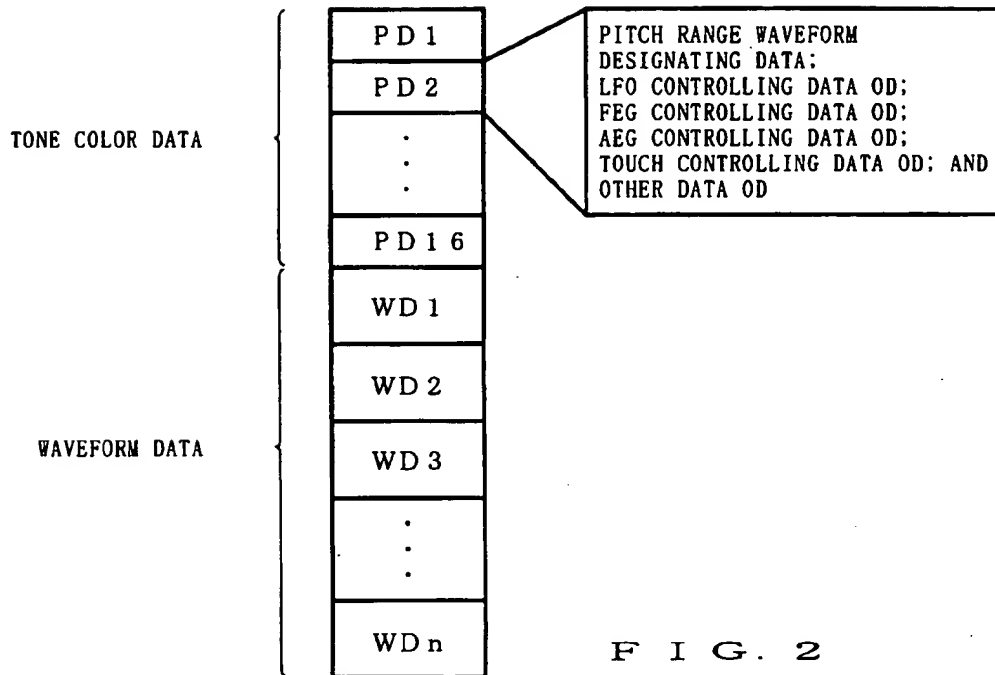 PD1
PD2
.
.
.
PD16
WD1
WD2
WD3
.
.
.
WDn
TONE COLOR DATA
WAVEFORM DATA
PITCH RANGE WAVEFORM
DESIGNATING DATA;
LFO CONTROLLING DATA OD;
FEG CONTROLLING DATA OD;
AEG CONTROLLING DATA OD;
TOUCH CONTROLLING DATA OD; AND
OTHER DATA OD
FIG. 2